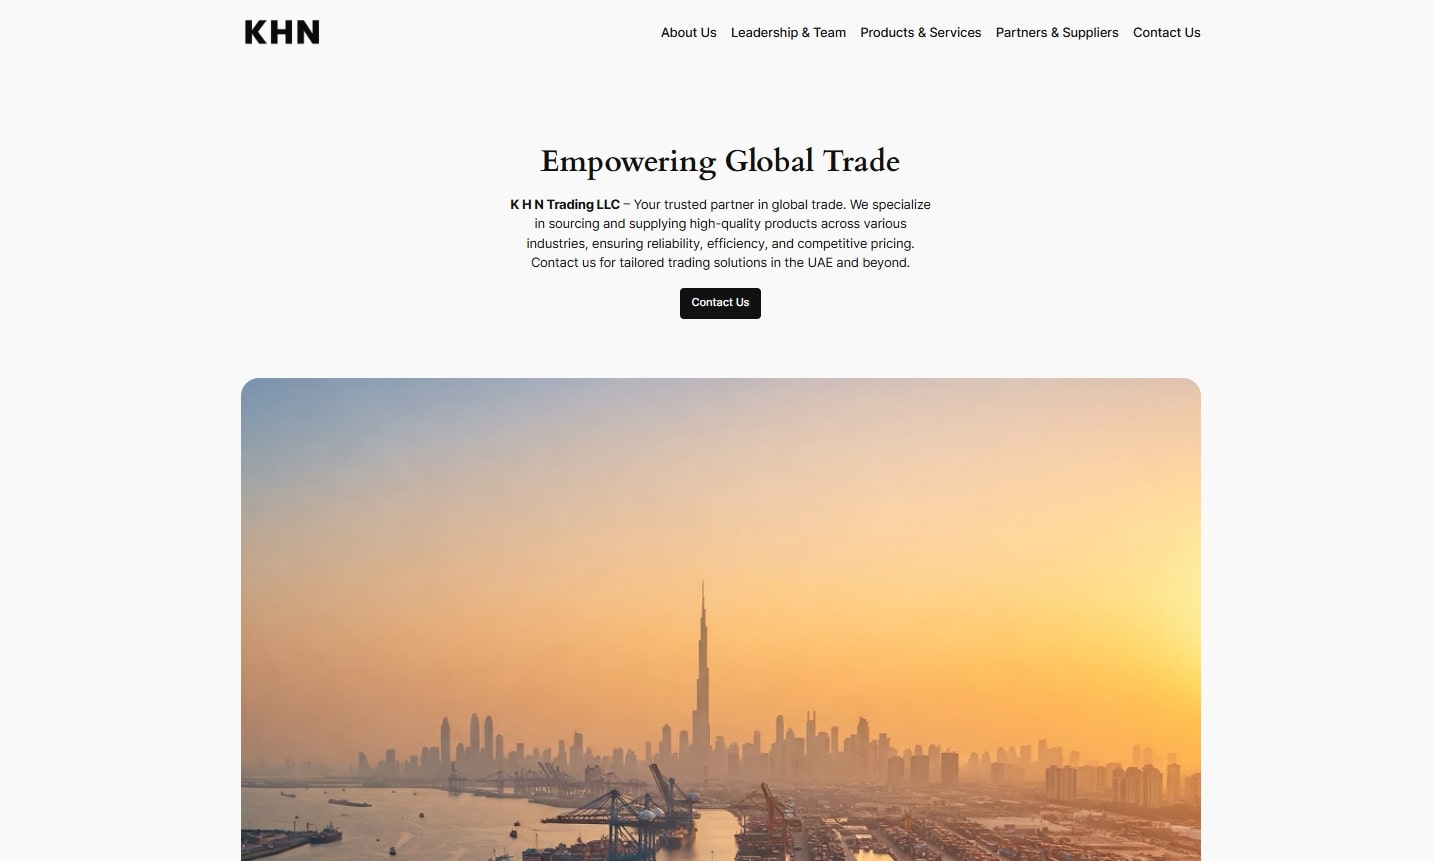 KHN
About Us
Leadership & Team
Products & Services
Partners & Suppliers
Contact Us
Empowering Global Trade
K H N Trading LLC – Your trusted partner in global trade. We specialize
in sourcing and supplying high-quality products across various
industries, ensuring reliability, efficiency, and competitive pricing.
Contact us for tailored trading solutions in the UAE and beyond.
Contact Us